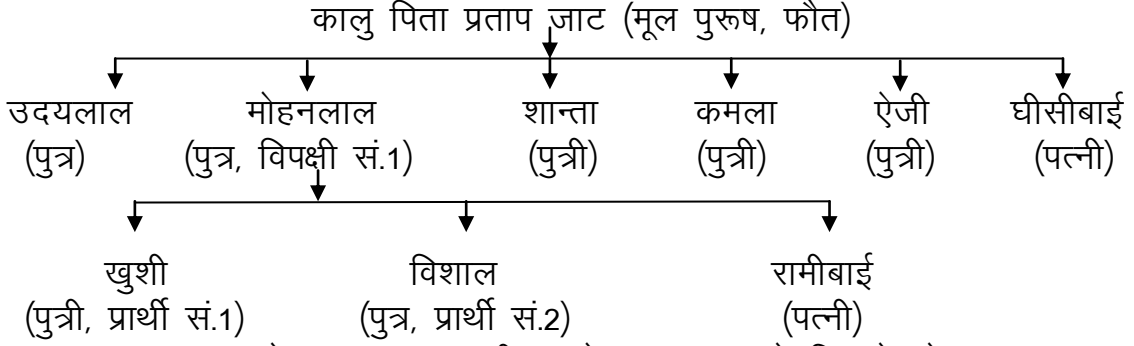 कालु पिता प्रताप जाट (मूल पुरूष, फौत)
उदयलाल मोहनलाल शान्ता कमला ऐजी घीसीबाई
(पुत्र) (पुत्र, विपक्षी सं.1) (पुत्री) (पुत्री) (पुत्री) (पत्नी)
खुशी विशाल रामीबाई
(पुत्री, प्रार्थी सं.1) (पुत्र, प्रार्थी सं.2) (पत्नी)